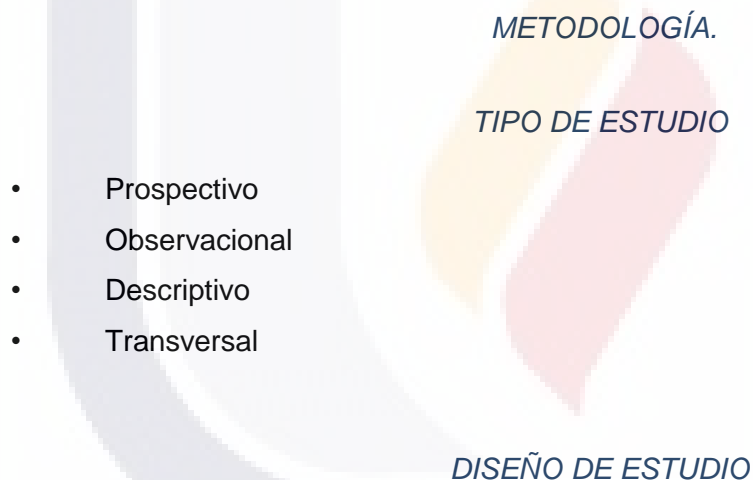 METODOLOGÍA.
TIPO DE ESTUDIO
• Prospectivo
• Observacional
• Descriptivo
• Transversal
DISEÑO DE ESTUDIO